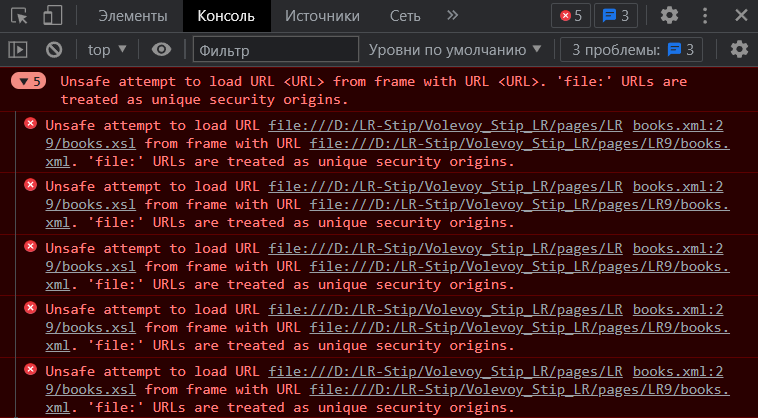 Элементы Консоль Источники Сеть 5 3
top Фильтр Уровни по умолчанию 3 проблемы: 3
5 Unsafe attempt to load URL <URL> from frame with URL <URL>. 'file:' URLs are
treated as unique security origins.
Unsafe attempt to load URL file:///D:/LR-Stip/Volevoy_Stip_LR/pages/LR books.xml:2
9/books.xsl from frame with URL file:///D:/LR-Stip/Volevoy_Stip_LR/pages/LR9/books.
xml. 'file:' URLs are treated as unique security origins.
Unsafe attempt to load URL file:///D:/LR-Stip/Volevoy_Stip_LR/pages/LR books.xml:2
9/books.xsl from frame with URL file:///D:/LR-Stip/Volevoy_Stip_LR/pages/LR9/books.
xml. 'file:' URLs are treated as unique security origins.
Unsafe attempt to load URL file:///D:/LR-Stip/Volevoy_Stip_LR/pages/LR books.xml:2
9/books.xsl from frame with URL file:///D:/LR-Stip/Volevoy_Stip_LR/pages/LR9/books.
xml. 'file:' URLs are treated as unique security origins.
Unsafe attempt to load URL file:///D:/LR-Stip/Volevoy_Stip_LR/pages/LR books.xml:2
9/books.xsl from frame with URL file:///D:/LR-Stip/Volevoy_Stip_LR/pages/LR9/books.
xml. 'file:' URLs are treated as unique security origins.
Unsafe attempt to load URL file:///D:/LR-Stip/Volevoy_Stip_LR/pages/LR books.xml:2
9/books.xsl from frame with URL file:///D:/LR-Stip/Volevoy_Stip_LR/pages/LR9/books.
xml. 'file:' URLs are treated as unique security origins.